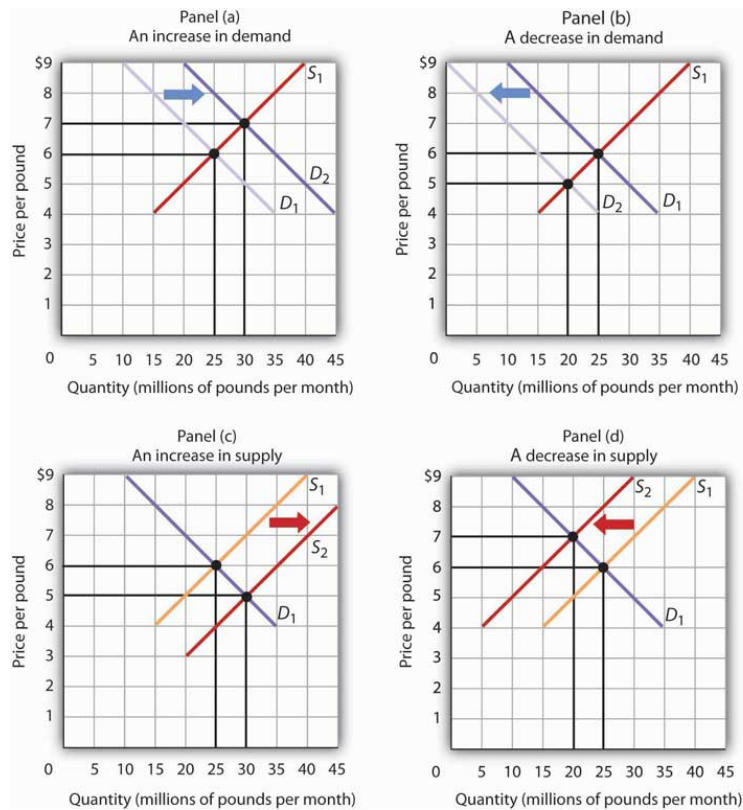 Panel (a)
An increase in demand
$9
8
7
6
5
4
3
2
1
0 5 10 15 20 25 30 35 40 45
S1
D2
D1
Price per pound
Quantity (millions of pounds per month)
Panel (b)
A decrease in demand
$9
8
7
6
5
4
3
2
1
0 5 10 15 20 25 30 35 40 45
S1
D2
D1
Price per pound
Quantity (millions of pounds per month)
Panel (c)
An increase in supply
$9
8
7
6
5
4
3
2
1
0 5 10 15 20 25 30 35 40 45
S1
S2
D1
Price per pound
Quantity (millions of pounds per month)
Panel (d)
A decrease in supply
$9
8
7
6
5
4
3
2
1
0 5 10 15 20 25 30 35 40 45
S2
S1
D1
Price per pound
Quantity (millions of pounds per month)